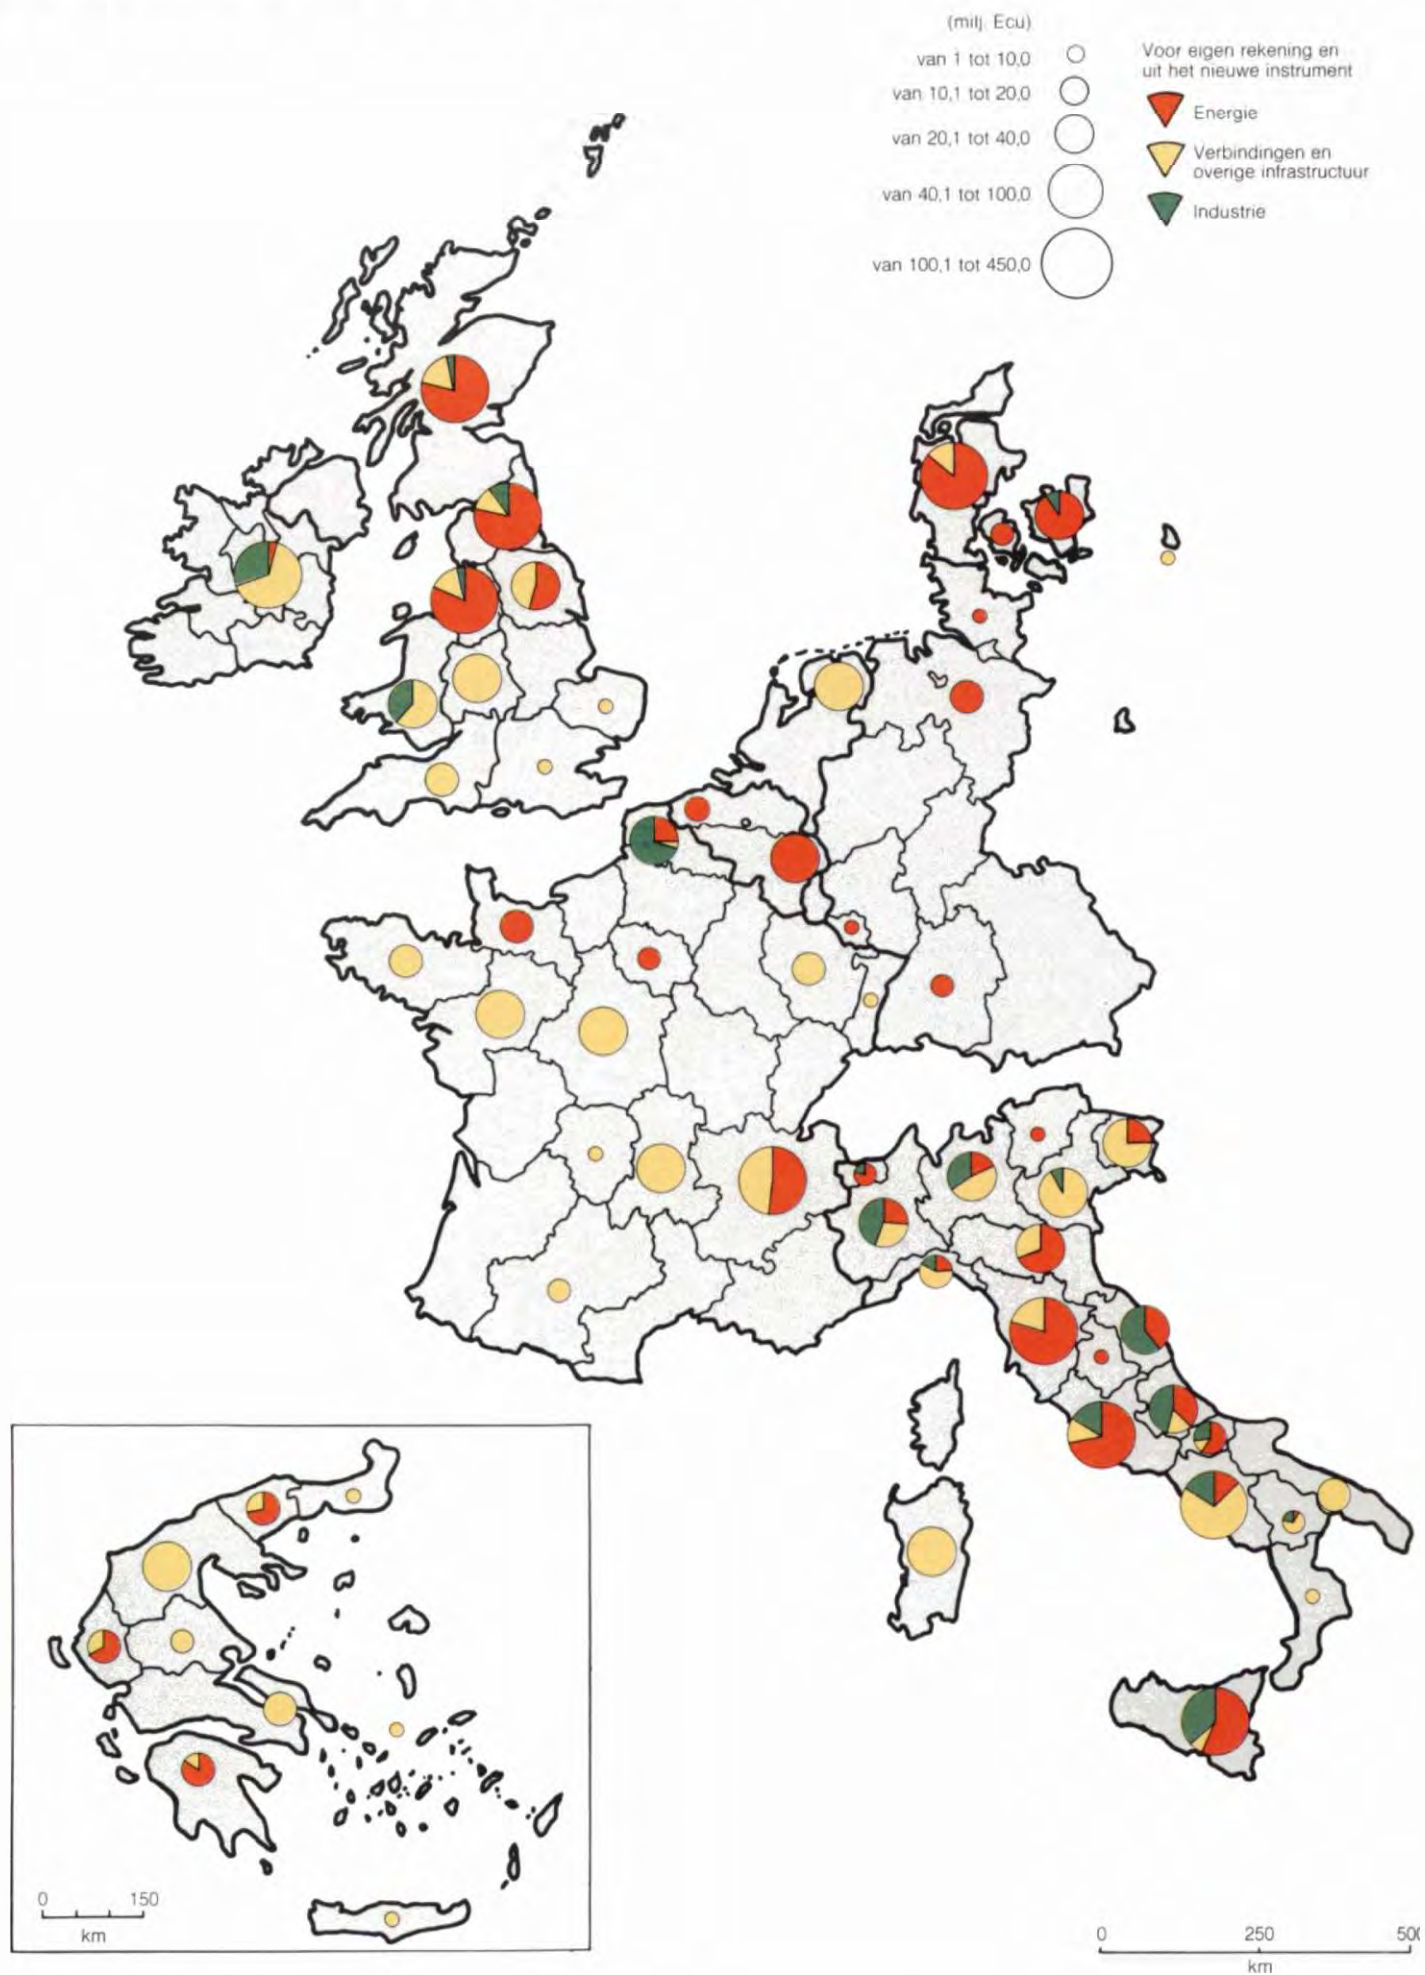 (milj. Ecu)
van 1 tot 10,0
van 10,1 tot 20,0
van 20,1 tot 40,0
van 40,1 tot 100,0
van 100,1 tot 450,0
Voor eigen rekening en
uit het nieuwe instrument
Energie
Verbindingen en
overige infrastructuur
Industrie
0 150
km
0 250 500
km